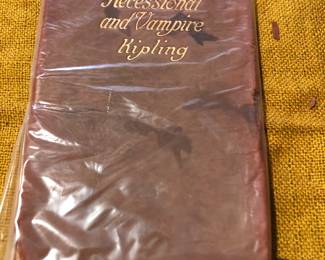 Recessional
and Vampire
Kipling